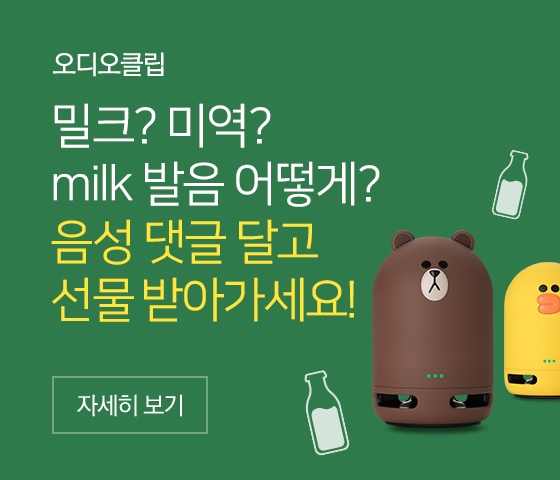 오디오클립
밀크? 미역?
milk 발음 어떻게?
음성 댓글 달고
선물 받아가세요!
자세히 보기